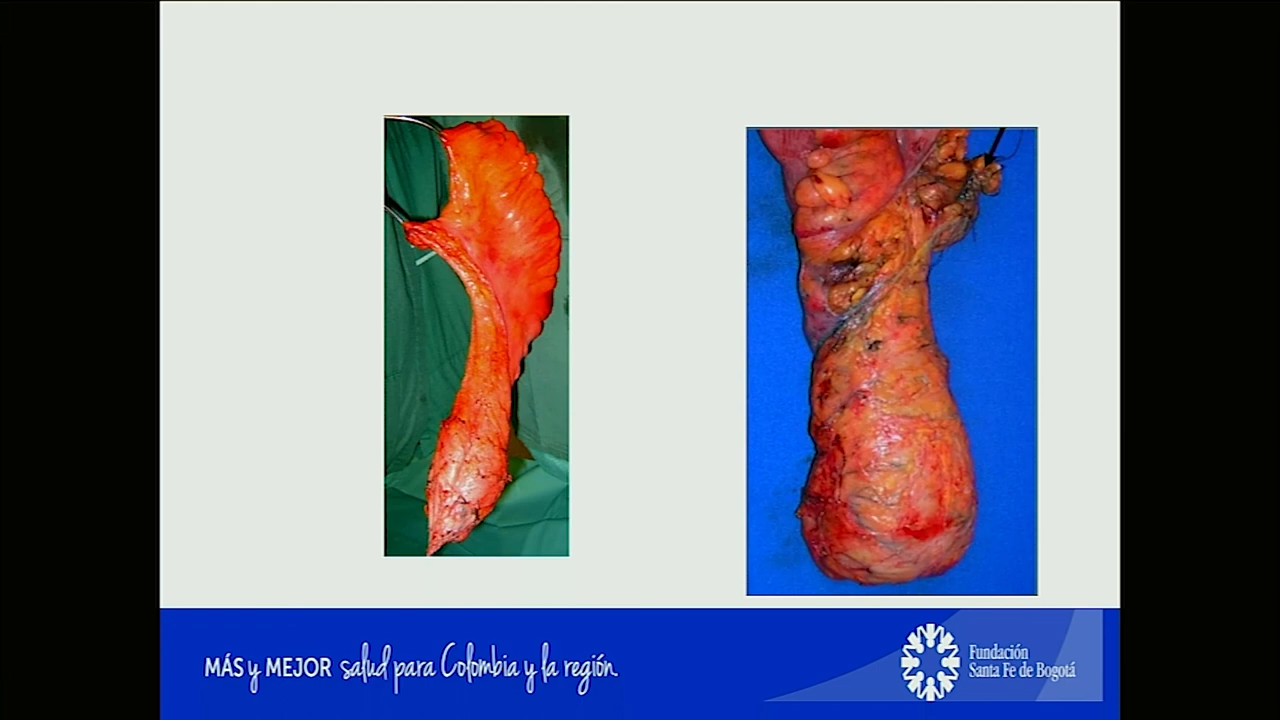 MÁS y MEJOR salud para Colombia y la región.
Fundación
Santa Fe de Bogotá